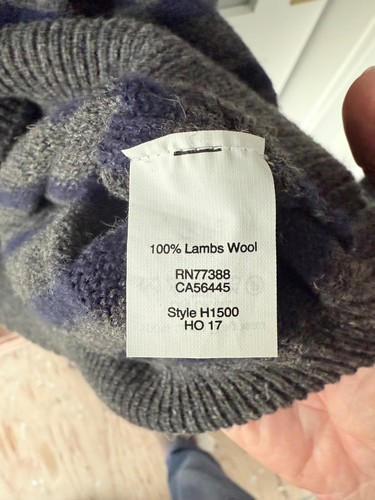 100% Lambs Wool
RN77388
CA56445
Style H1500
HO 17